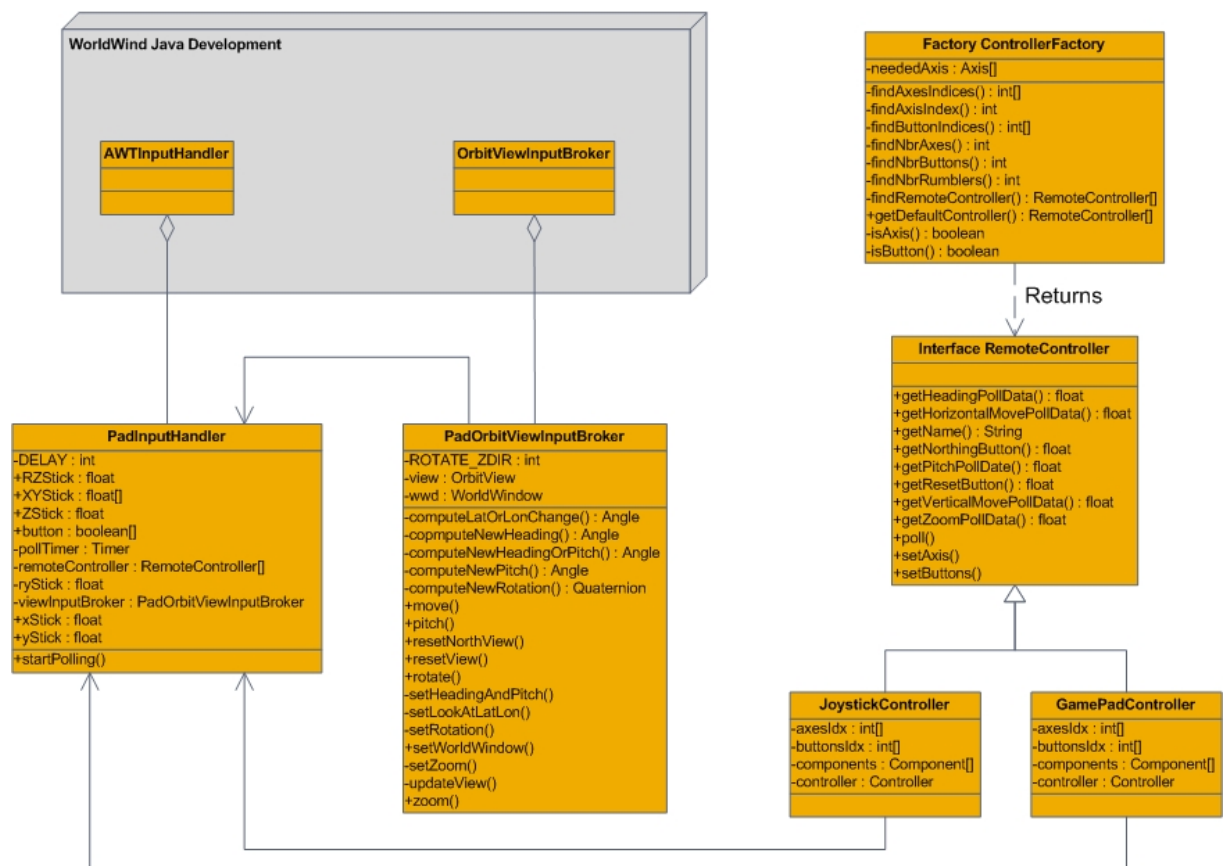 WorldWind Java Development
AWTInputHandler
OrbitViewInputBroker
Factory ControllerFactory
-neededAxis : Axis[]
-findAxesIndices() : int[]
-findAxisIndex() : int
-findButtonIndices() : int[]
-findNbrAxes() : int
-findNbrButtons() : int
-findNbrRumblers() : int
-findRemoteController() : RemoteController[]
+getDefaultController() : RemoteController[]
-isAxis() : boolean
-isButton() : boolean
Returns
Interface RemoteController
+getHeadingPollData() : float
+getHorizontalMovePollData() : float
+getName() : String
+getNorthingButton() : float
+getPitchPollDate() : float
+getResetButton() : float
+getVerticalMovePollData() : float
+getZoomPollData() : float
+poll()
+setAxis()
+setButtons()
PadInputHandler
-DELAY : int
+RZStick : float
+XYStick : float[]
+ZStick : float
+button : boolean[]
-pollTimer : Timer
-remoteController : RemoteController[]
-ryStick : float
-viewInputBroker : PadOrbitViewInputBroker
+xStick : float
+yStick : float
+startPolling()
PadOrbitViewInputBroker
-ROTATE_ZDIR : int
-view : OrbitView
-wwd : WorldWindow
-computeLatOrLonChange() : Angle
-copmputeNewHeading() : Angle
-computeNewHeadingOrPitch() : Angle
-computeNewPitch() : Angle
-computeNewRotation() : Quaternion
+move()
+pitch()
+resetNorthView()
+resetView()
+rotate()
-setHeadingAndPitch()
-setLookAtLatLon()
-setRotation()
+setWorldWindow()
-setZoom()
-updateView()
+zoom()
JoystickController
-axesIdx : int[]
-buttonsIdx : int[]
-components : Component[]
-controller : Controller
GamePadController
-axesIdx : int[]
-buttonsIdx : int[]
-components : Component[]
-controller : Controller